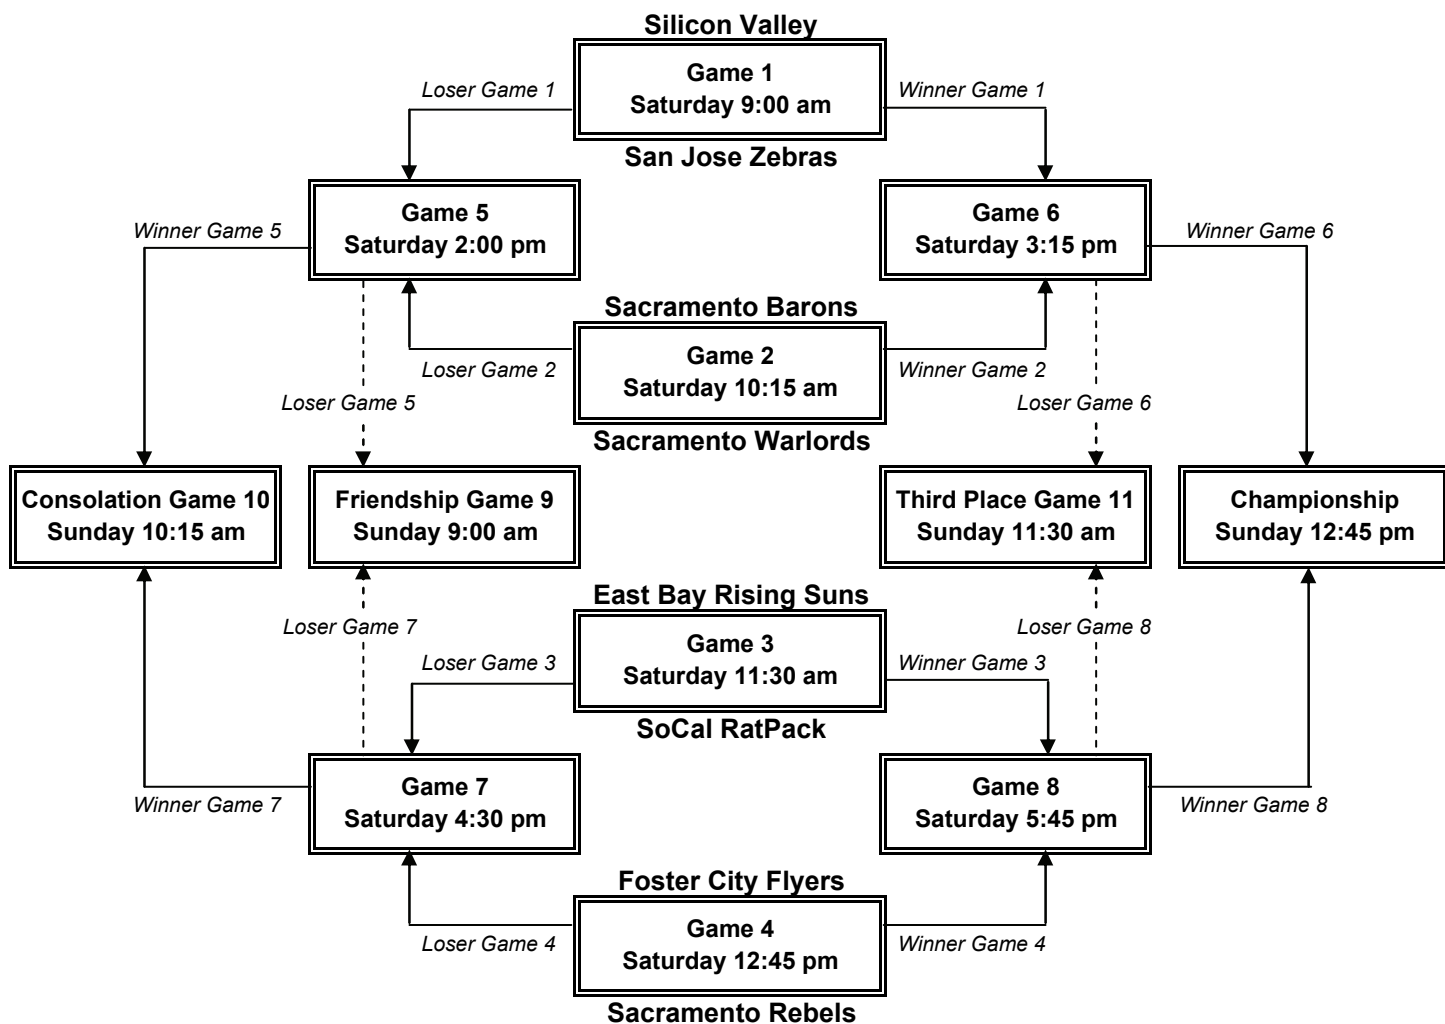 Silicon Valley
Game 1
Saturday 9:00 am
Loser Game 1
Winner Game 1
San Jose Zebras
Game 5
Saturday 2:00 pm
Game 6
Saturday 3:15 pm
Winner Game 5
Winner Game 6
Sacramento Barons
Game 2
Saturday 10:15 am
Loser Game 2
Winner Game 2
Loser Game 5
Loser Game 6
Sacramento Warlords
Consolation Game 10
Sunday 10:15 am
Friendship Game 9
Sunday 9:00 am
Third Place Game 11
Sunday 11:30 am
Championship
Sunday 12:45 pm
East Bay Rising Suns
Loser Game 7
Loser Game 8
Game 3
Saturday 11:30 am
Loser Game 3
Winner Game 3
SoCal RatPack
Game 7
Saturday 4:30 pm
Game 8
Saturday 5:45 pm
Winner Game 7
Winner Game 8
Foster City Flyers
Game 4
Saturday 12:45 pm
Loser Game 4
Winner Game 4
Sacramento Rebels